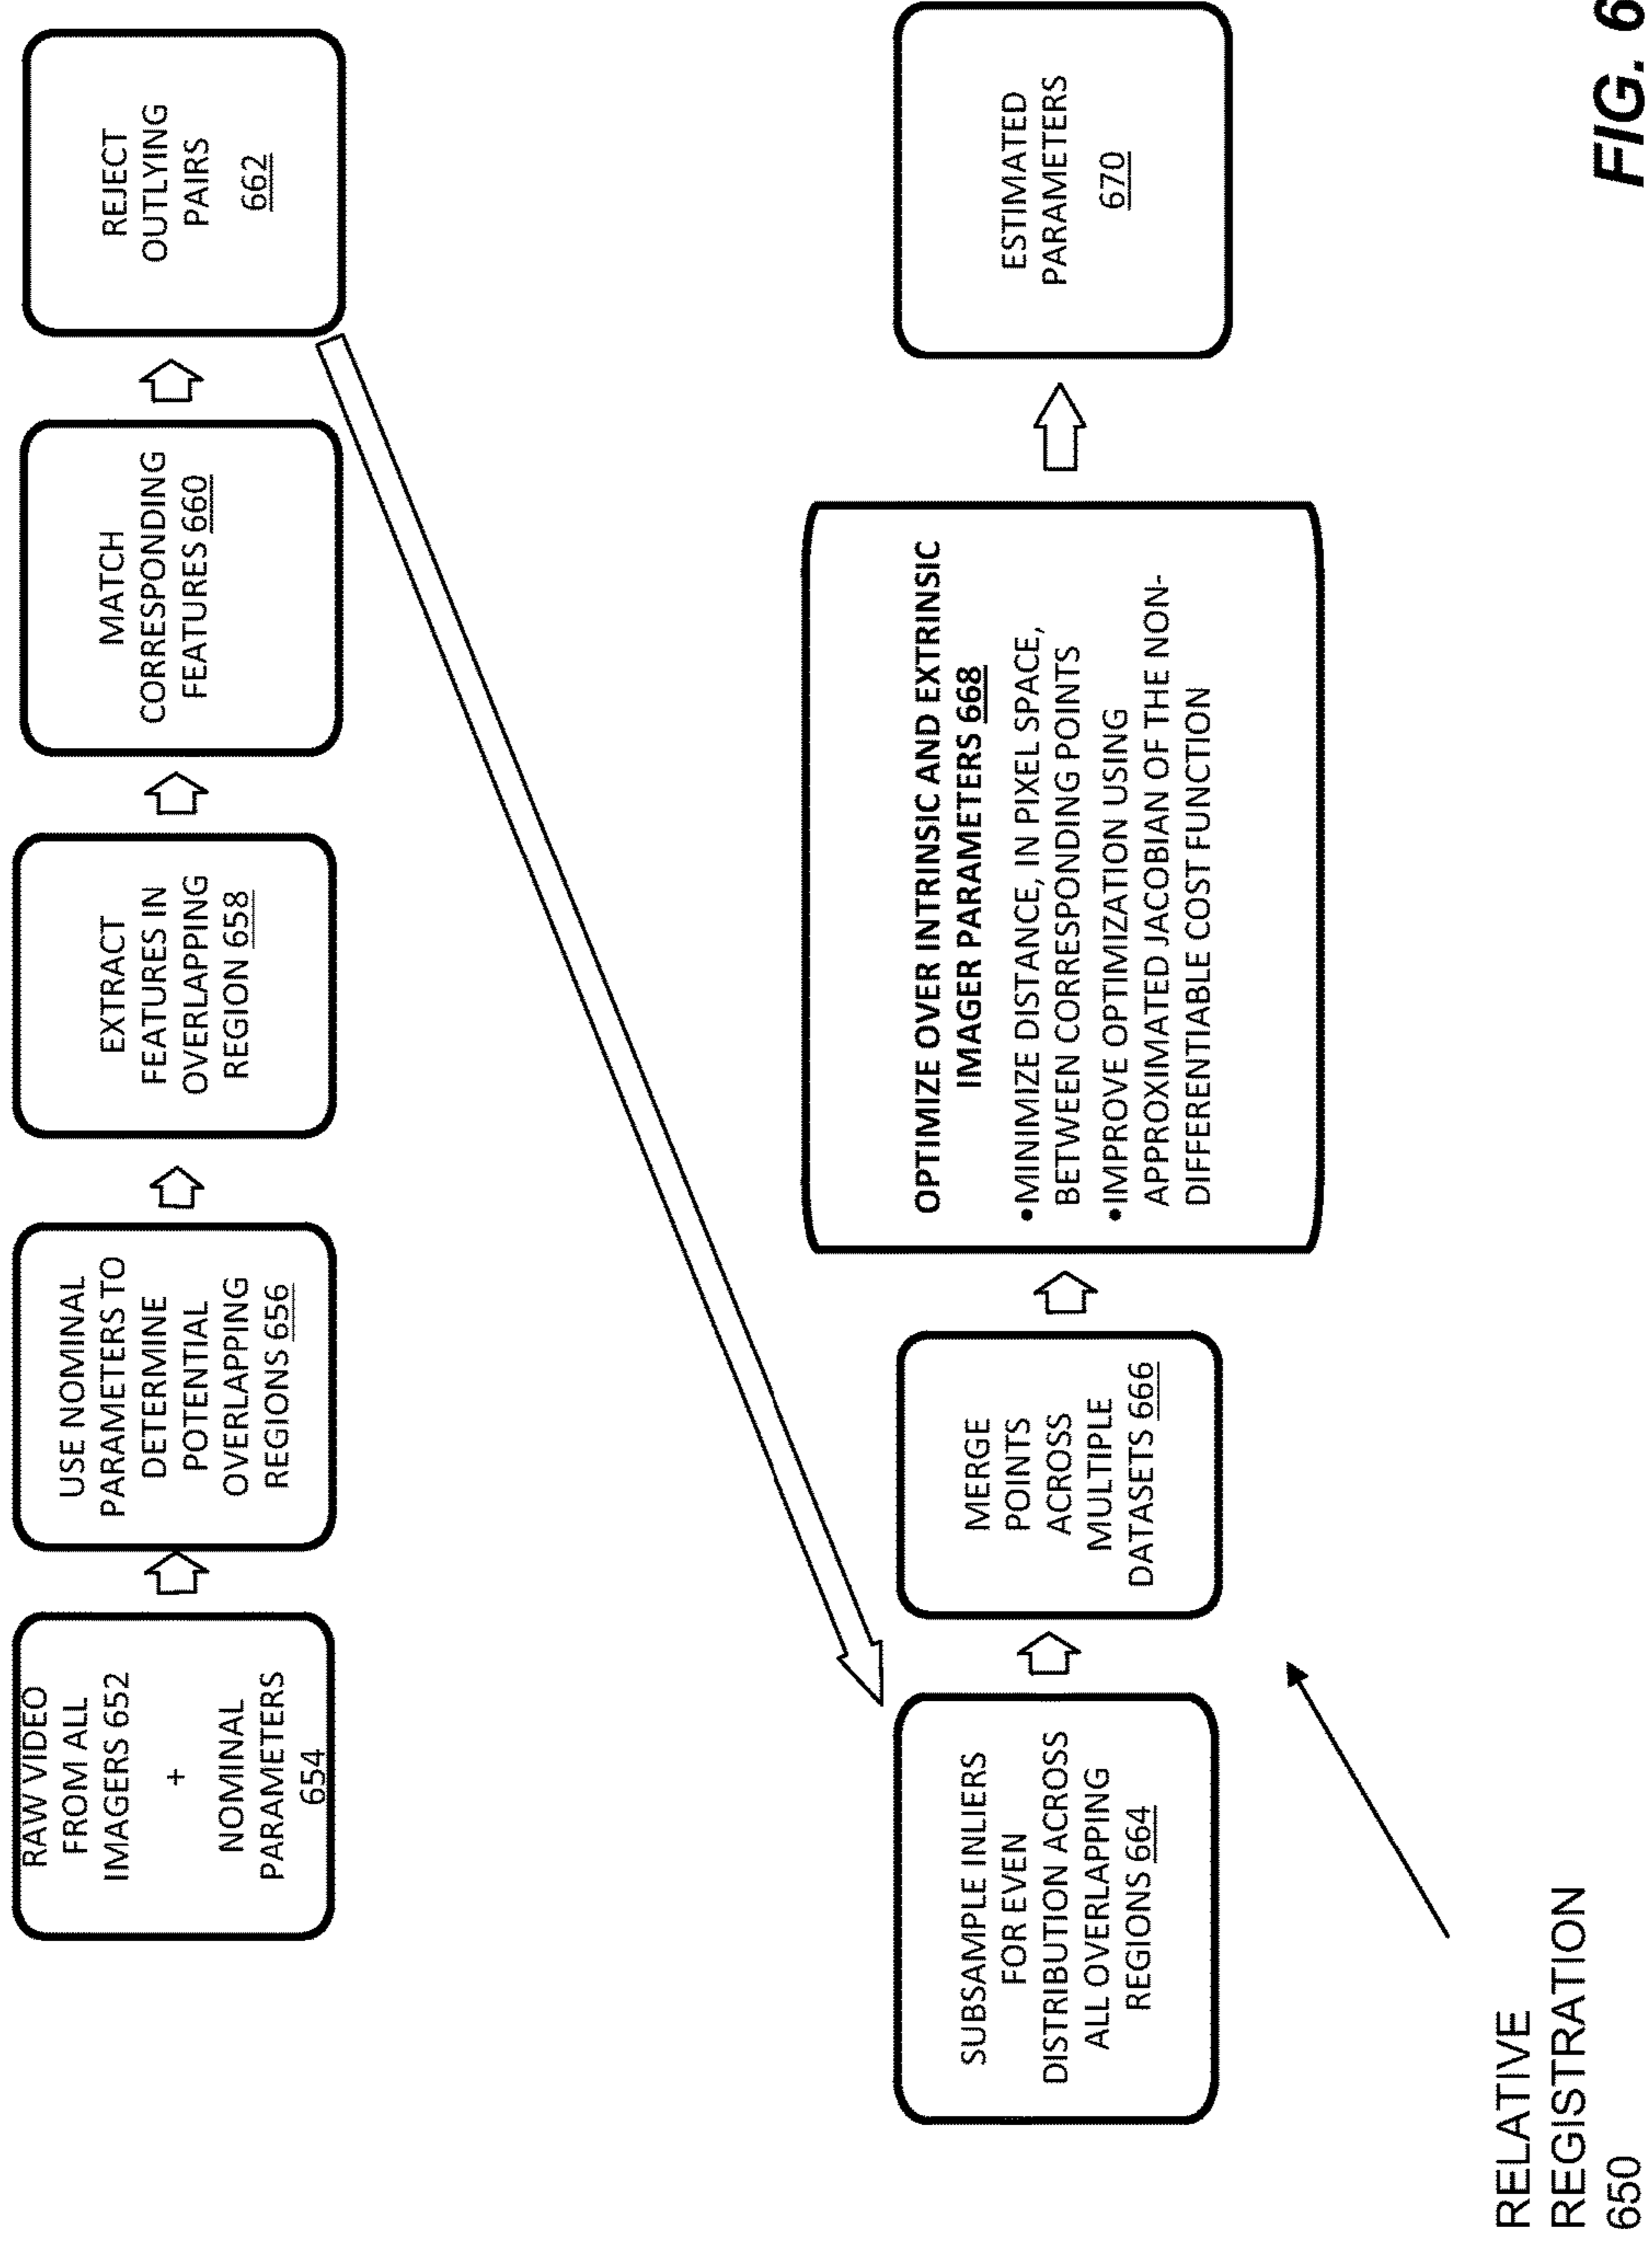 RAW VIDEO
FROM ALL
IMAGERS 652
+
NOMINAL
PARAMETERS
654
USE NOMINAL
PARAMETERS TO
DETERMINE
POTENTIAL
OVERLAPPING
REGIONS 656
EXTRACT
FEATURES IN
OVERLAPPING
REGION 658
MATCH
CORRESPONDING
FEATURES 660
REJECT
OUTLYING
PAIRS
662
SUBSAMPLE INLIERS
FOR EVEN
DISTRIBUTION ACROSS
ALL OVERLAPPING
REGIONS 664
MERGE
POINTS
ACROSS
MULTIPLE
DATASETS 666
OPTIMIZE OVER INTRINSIC AND EXTRINSIC
IMAGER PARAMETERS 668
•MINIMIZE DISTANCE, IN PIXEL SPACE,
BETWEEN CORRESPONDING POINTS
•IMPROVE OPTIMIZATION USING
APPROXIMATED JACOBIAN OF THE NON-
DIFFERENTIABLE COST FUNCTION
ESTIMATED
PARAMETERS
670
RELATIVE
REGISTRATION
650
FIG. 6